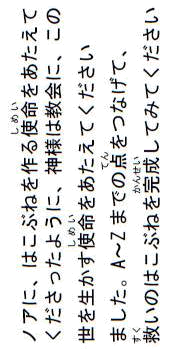 ノアに、はこぶねを作る使命をあたえて
くださったように、神様は教会に、この
世を生かす使命をあたえてください
ました。A~Zまでの点をつなげて、
救いのはこぶねを完成してみてください